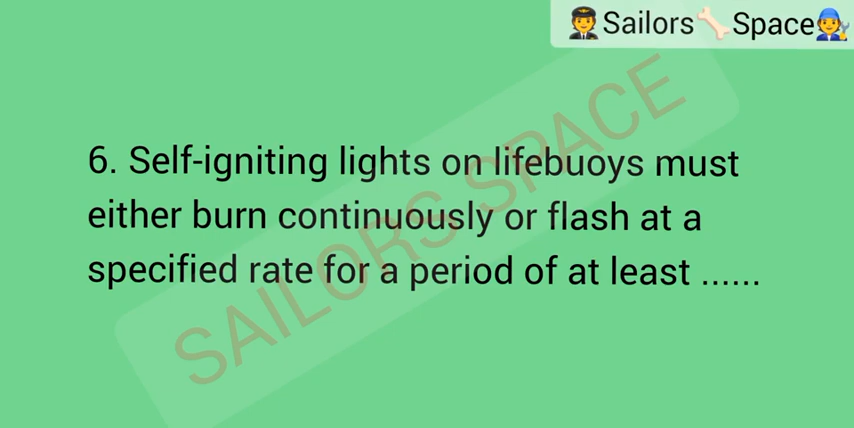 Sailors Space
6. Self-igniting lights on lifebuoys must
either burn continuously or flash at a
specified rate for a period of at least ......
SAILORS SPACE